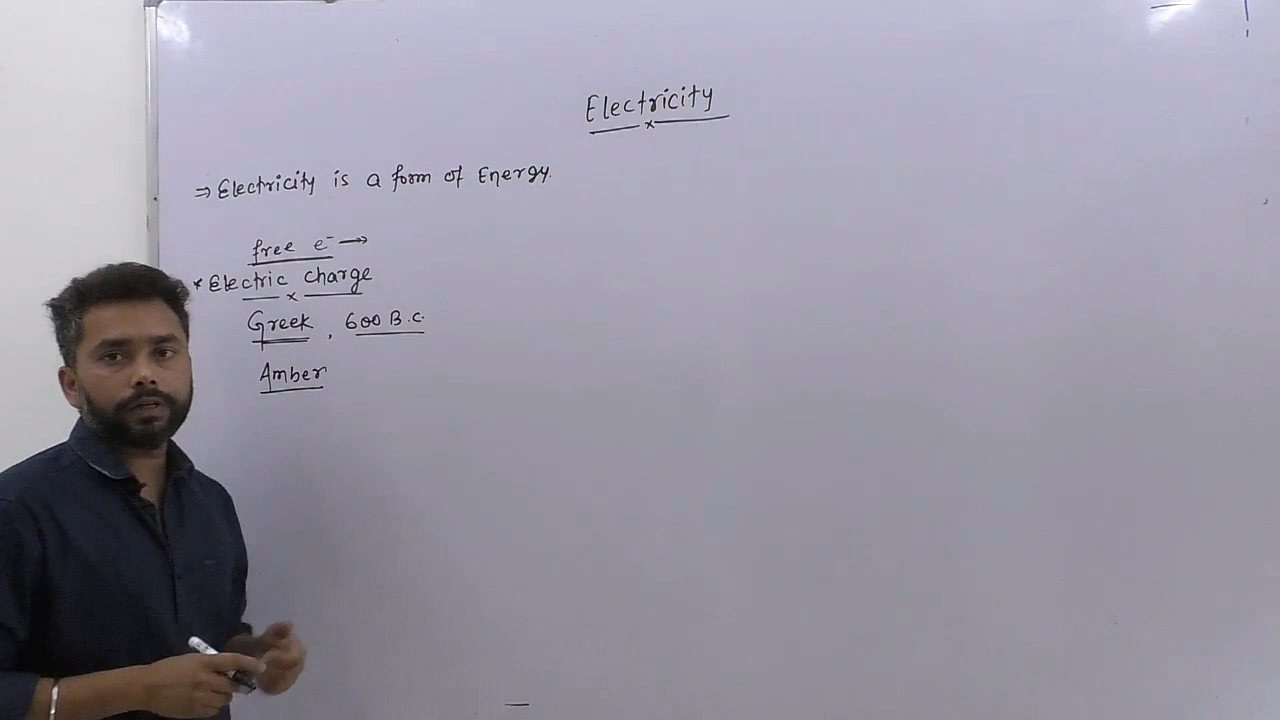 Electricity
⇒ Electricity is a form of Energy.
free e⁻ →
* Electric charge
Greek, 600 B.C.
Amber